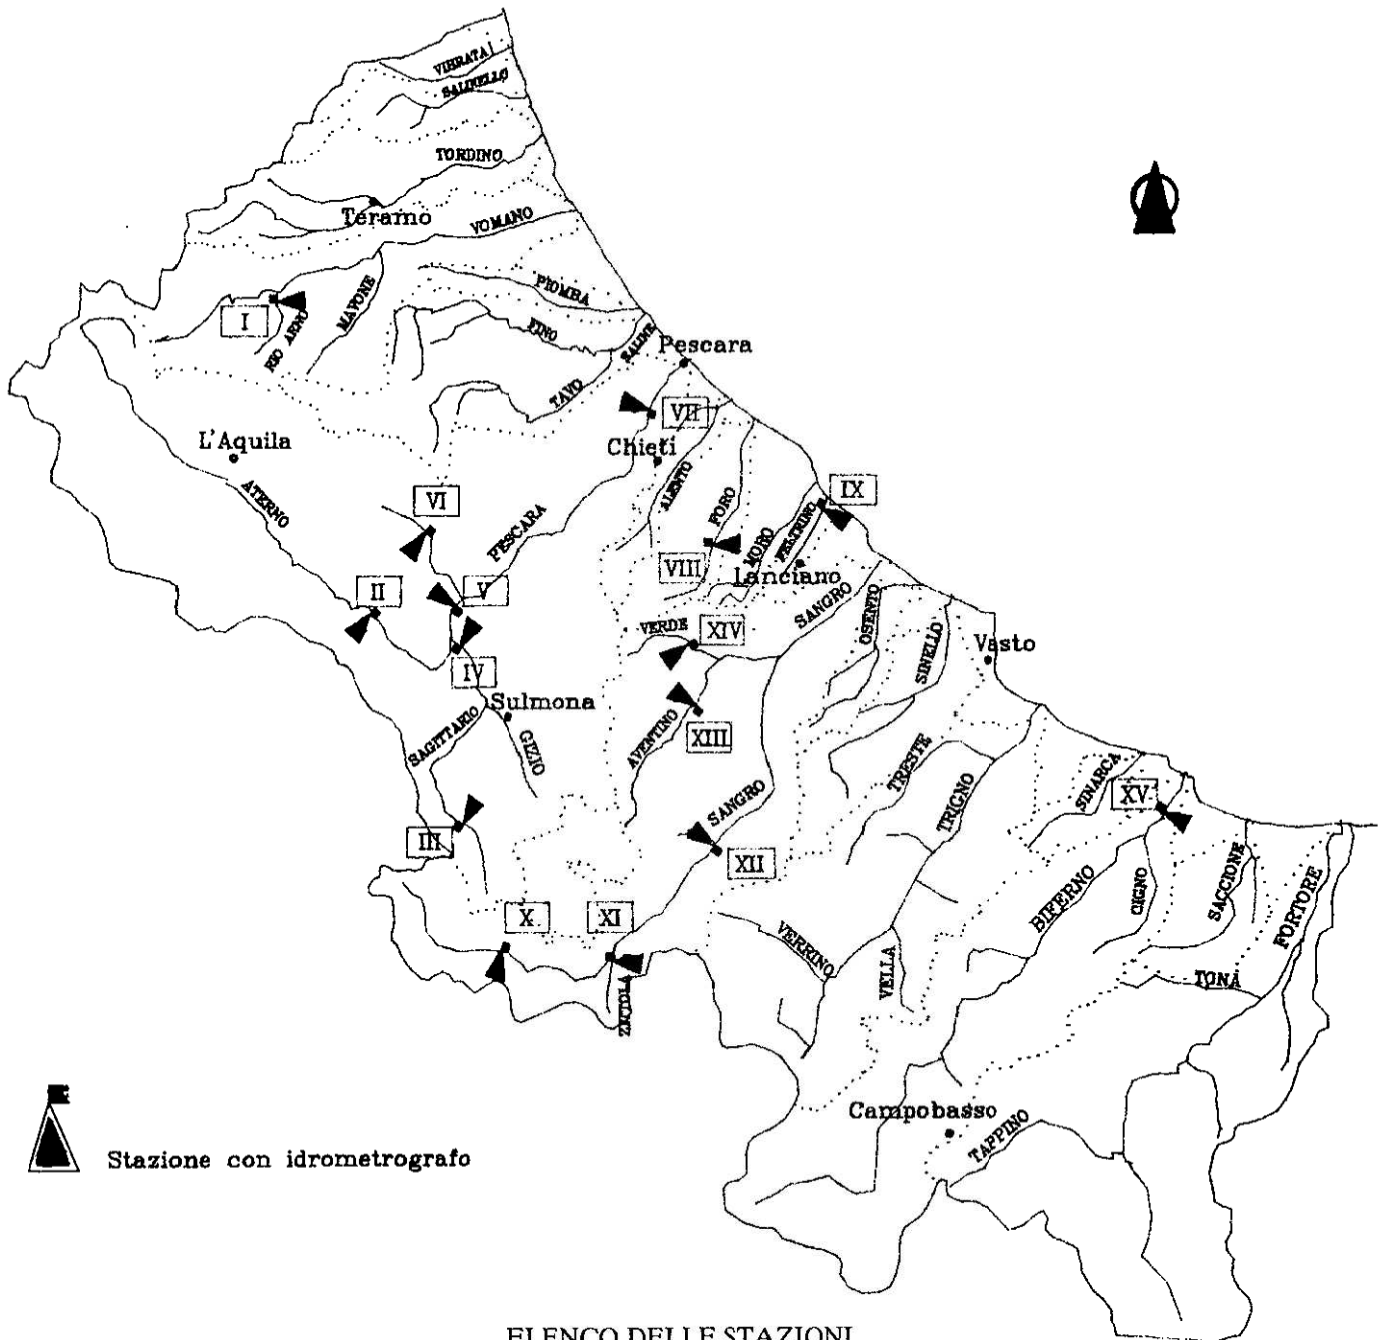 VIBRATA
SALINELLO
TORDINO
Teramo
VOMANO
MAVONE
PIOMBA
I
RIO ARNO
FINO
SALINE
Pescara
TAVO
VII
L'Aquila
Chieti
ATERNO
VI
ALENTO
IX
PESCARA
FORO
MORO
FELTRINO
VIII
Lanciano
II
V
SANGRO
OSENTO
VERDE
XIV
SINELLO
Vasto
IV
Sulmona
SAGITTARIO
GIZIO
AVENTINO
XIII
TRESTE
SANGRO
TRIGNO
SINARCA
XV
III
XII
BIFERNO
CIGNO
SACCIONE
FORTORE
X
XI
VERRINO
VELLA
TONA
Campobasso
TAPPINO
Stazione con idrometrografo
ELENCO DELLE STAZIONI